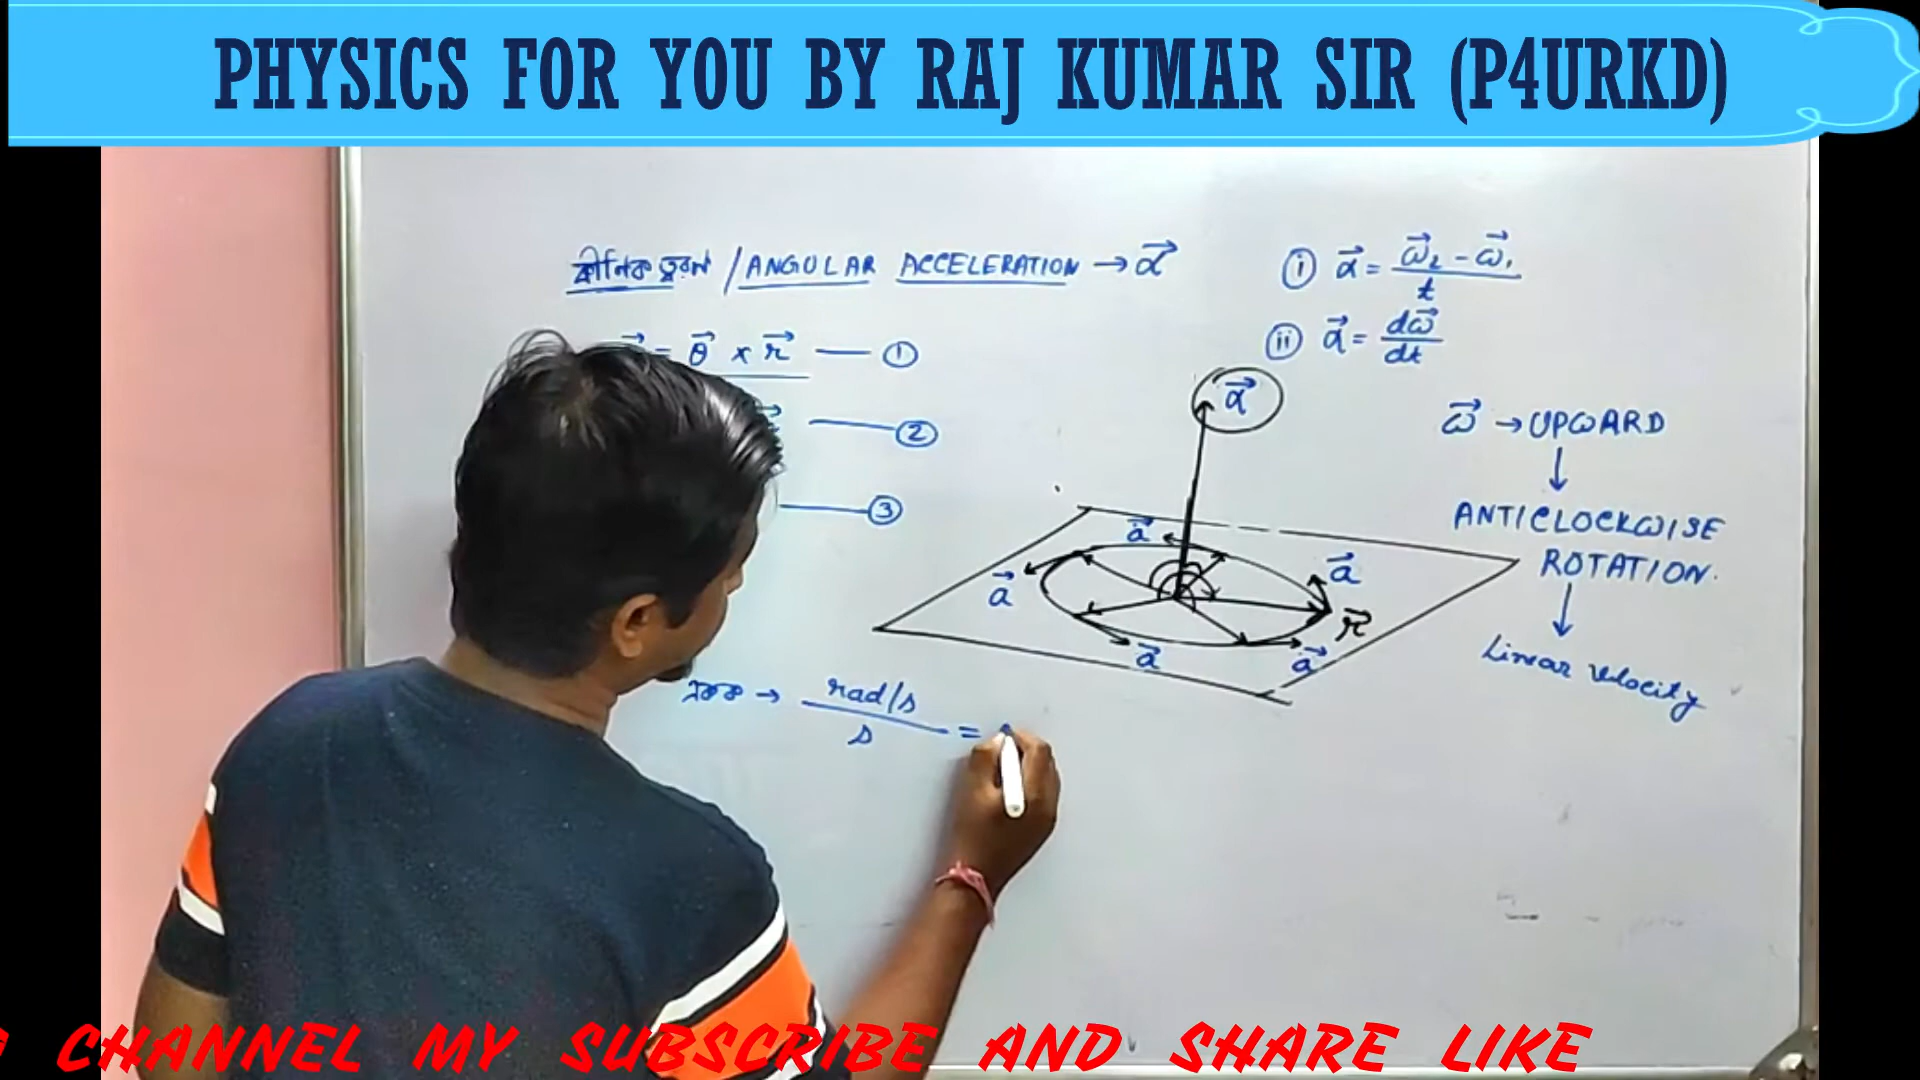 PHYSICS FOR YOU BY RAJ KUMAR SIR (P4URKD)
কৌনিক ত্বরণ / ANGULAR ACCELERATION → α⃗
= θ⃗ × r⃗ — ①
— ②
— ③
ⓘ α⃗ = (ω⃗₂ - ω⃗₁) / t
ⓘⓘ α⃗ = dω⃗ / dt
α⃗
ω⃗ → UPWARD
↓
ANTICLOCKWISE
ROTATION.
↓
Linear velocity
a⃗
a⃗
a⃗
a⃗
a⃗
r⃗
একক → rad/s / s =
CHANNEL MY SUBSCRIBE AND SHARE LIKE